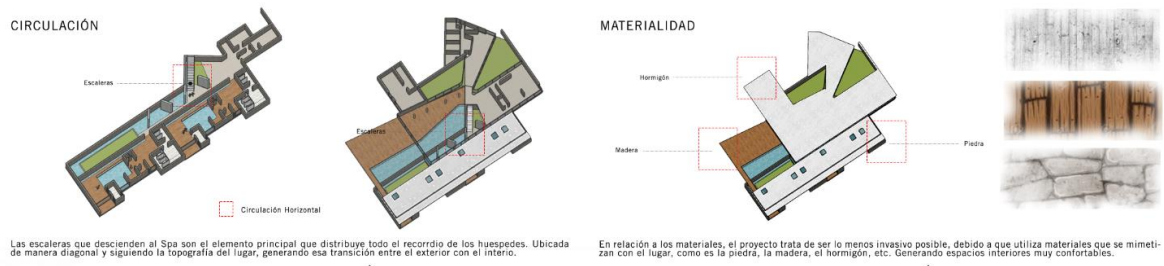 CIRCULACIÓN
Escaleras
Escaleras
Circulación Horizontal
Las escaleras que descienden al Spa son el elemento principal que distribuye todo el recorrdio de los huespedes. Ubicada
de manera diagonal y siguiendo la topografía del lugar, generando esa transición entre el exterior con el interio.
MATERIALIDAD
Hormigón
Madera
Piedra
En relación a los materiales, el proyecto trata de ser lo menos invasivo posible, debido a que utiliza materiales que se mimeti-
zan con el lugar, como es la piedra, la madera, el hormigón, etc. Generando espacios interiores muy confortables.